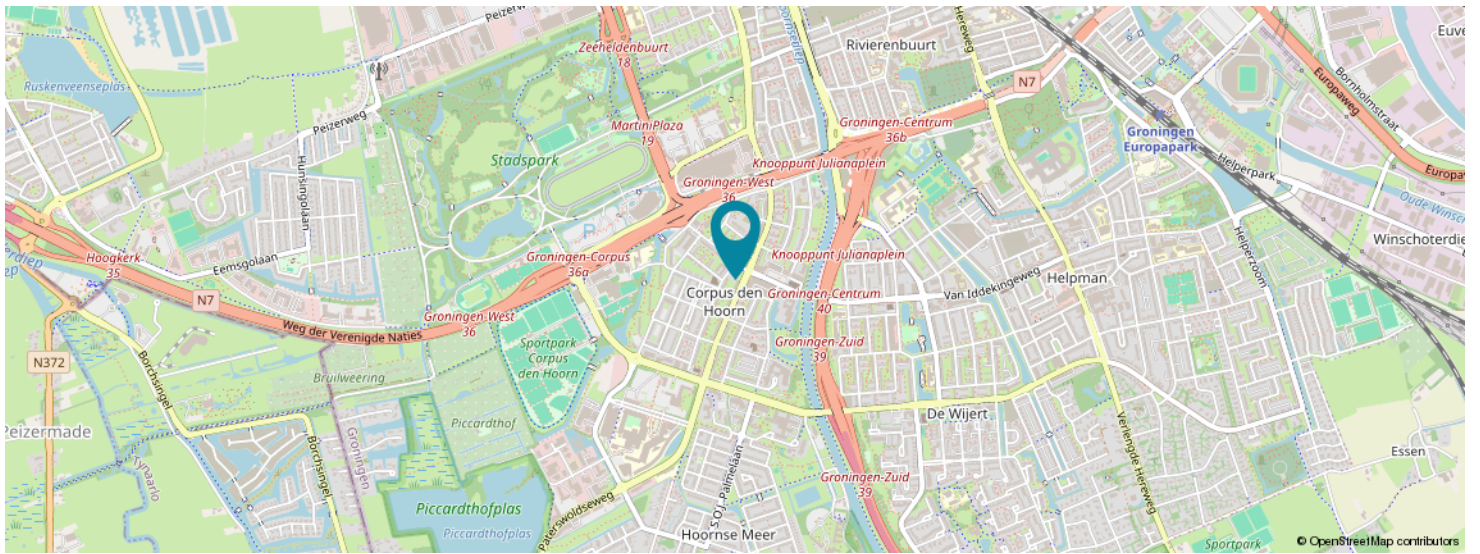 Peizerweg
Ruskenveenseplas
Zeeheldenbuurt
18
Hoornsediep
Rivierenbuurt
Hereweg
N7
Europaweg
Bornholmstraat
Peizerweg
MartiniPlaza
19
Groningen-Centrum
36b
Groningen
Europapark
Stadspark
Knooppunt Julianaplein
Helperpark
Europaweg
Hunsingolaan
Groningen-West
36
Oude Winsch
P
Winschoterdie
Helperzoom
Hoogkerk
35
Eemsgolaan
Groningen-Corpus
36a
Knooppunt Julianaplein
Van Iddekingeweg
Helpman
Corpus den
Hoorn
Groningen-Centrum
40
N7
Weg der Verenigde Naties
Groningen-West
36
Groningen-Zuid
39
Sportpark
Corpus
den Hoorn
N372
Borchsingel
Bruilweering
Piccardthof
De Wijert
Peizermade
Groningen
Tynaarlo
Borchsingel
Verlengde Hereweg
Essen
S.O.J. Palmelaan
Groningen-Zuid
39
Piccardthofplas
Piccardthofplas
Paterswoldseweg
Hoornse Meer
Sportpark
© OpenStreetMap contributors